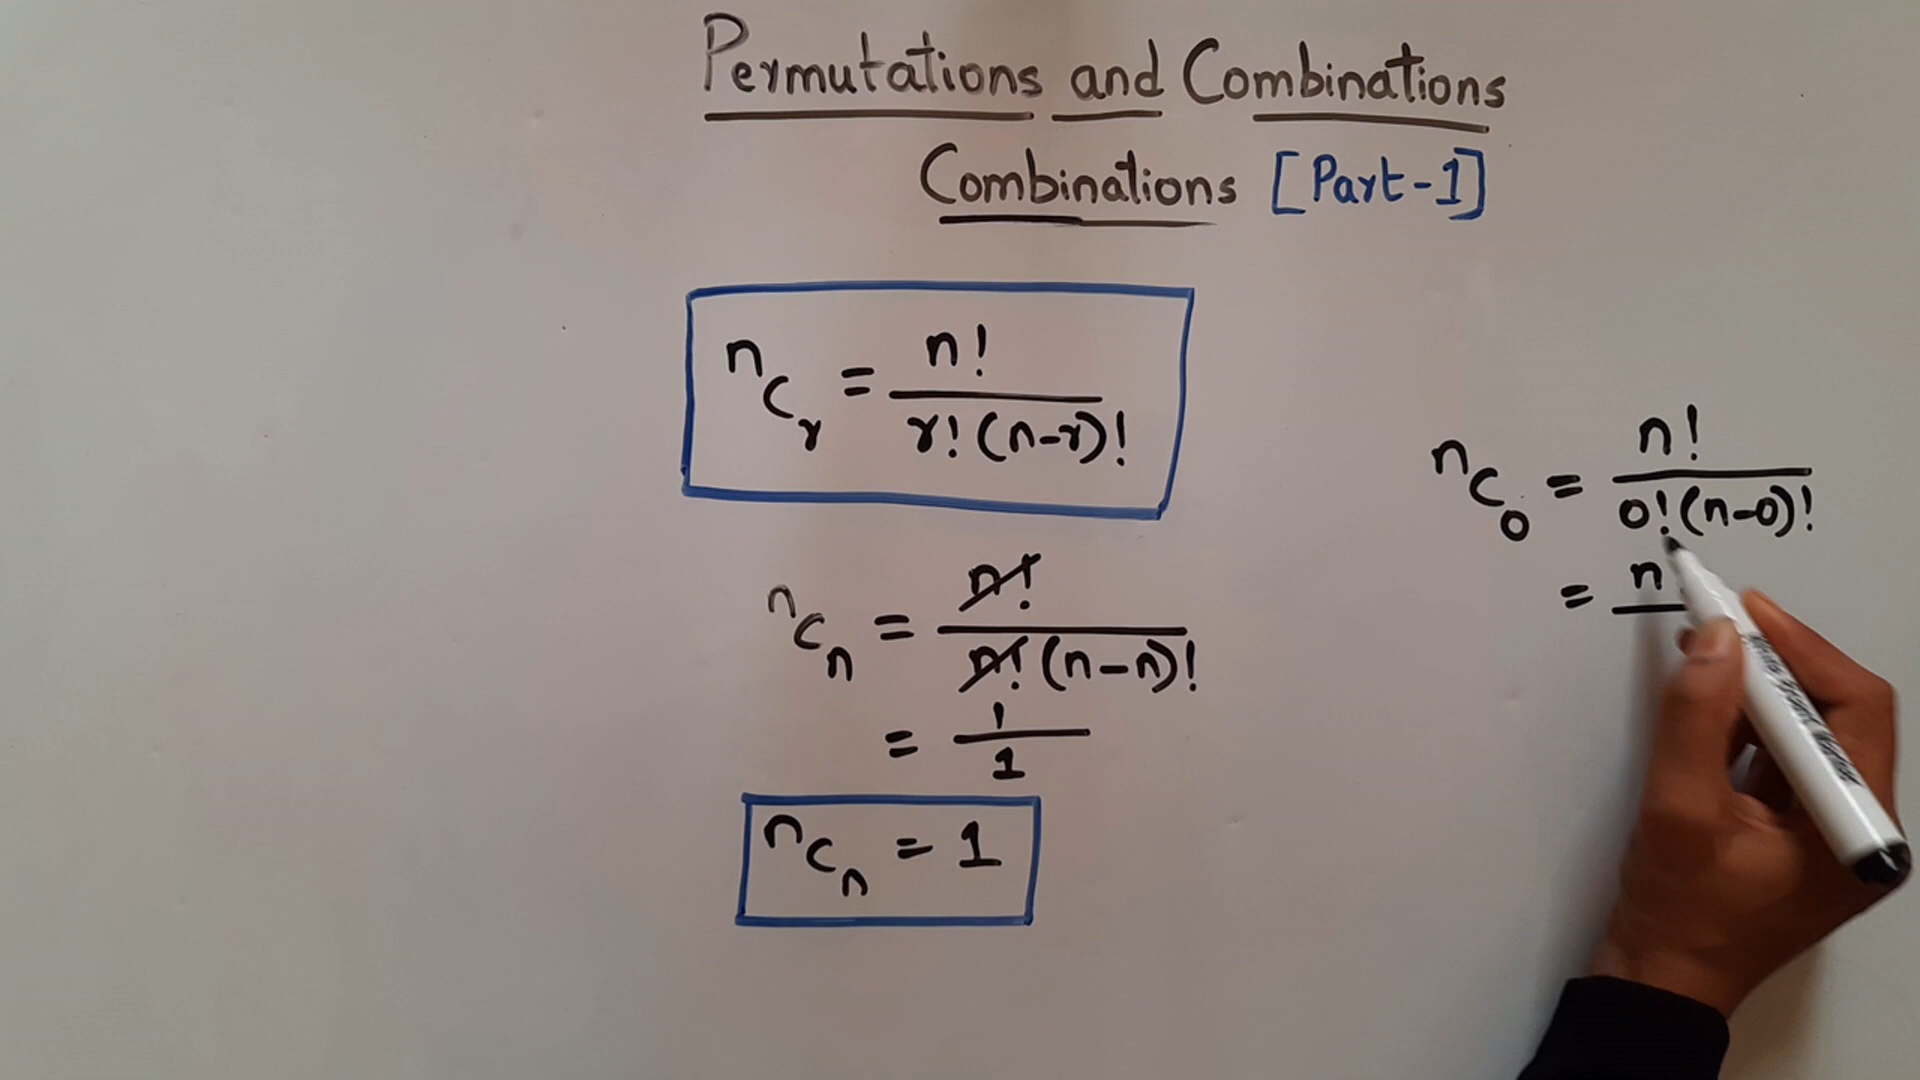 Permutations and Combinations
Combinations [Part-1]
nCr = n! / r!(n-r)!
nCn = n! / n!(n-n)!
= 1 / 1
nCn = 1
nC0 = n! / 0!(n-0)!
= n